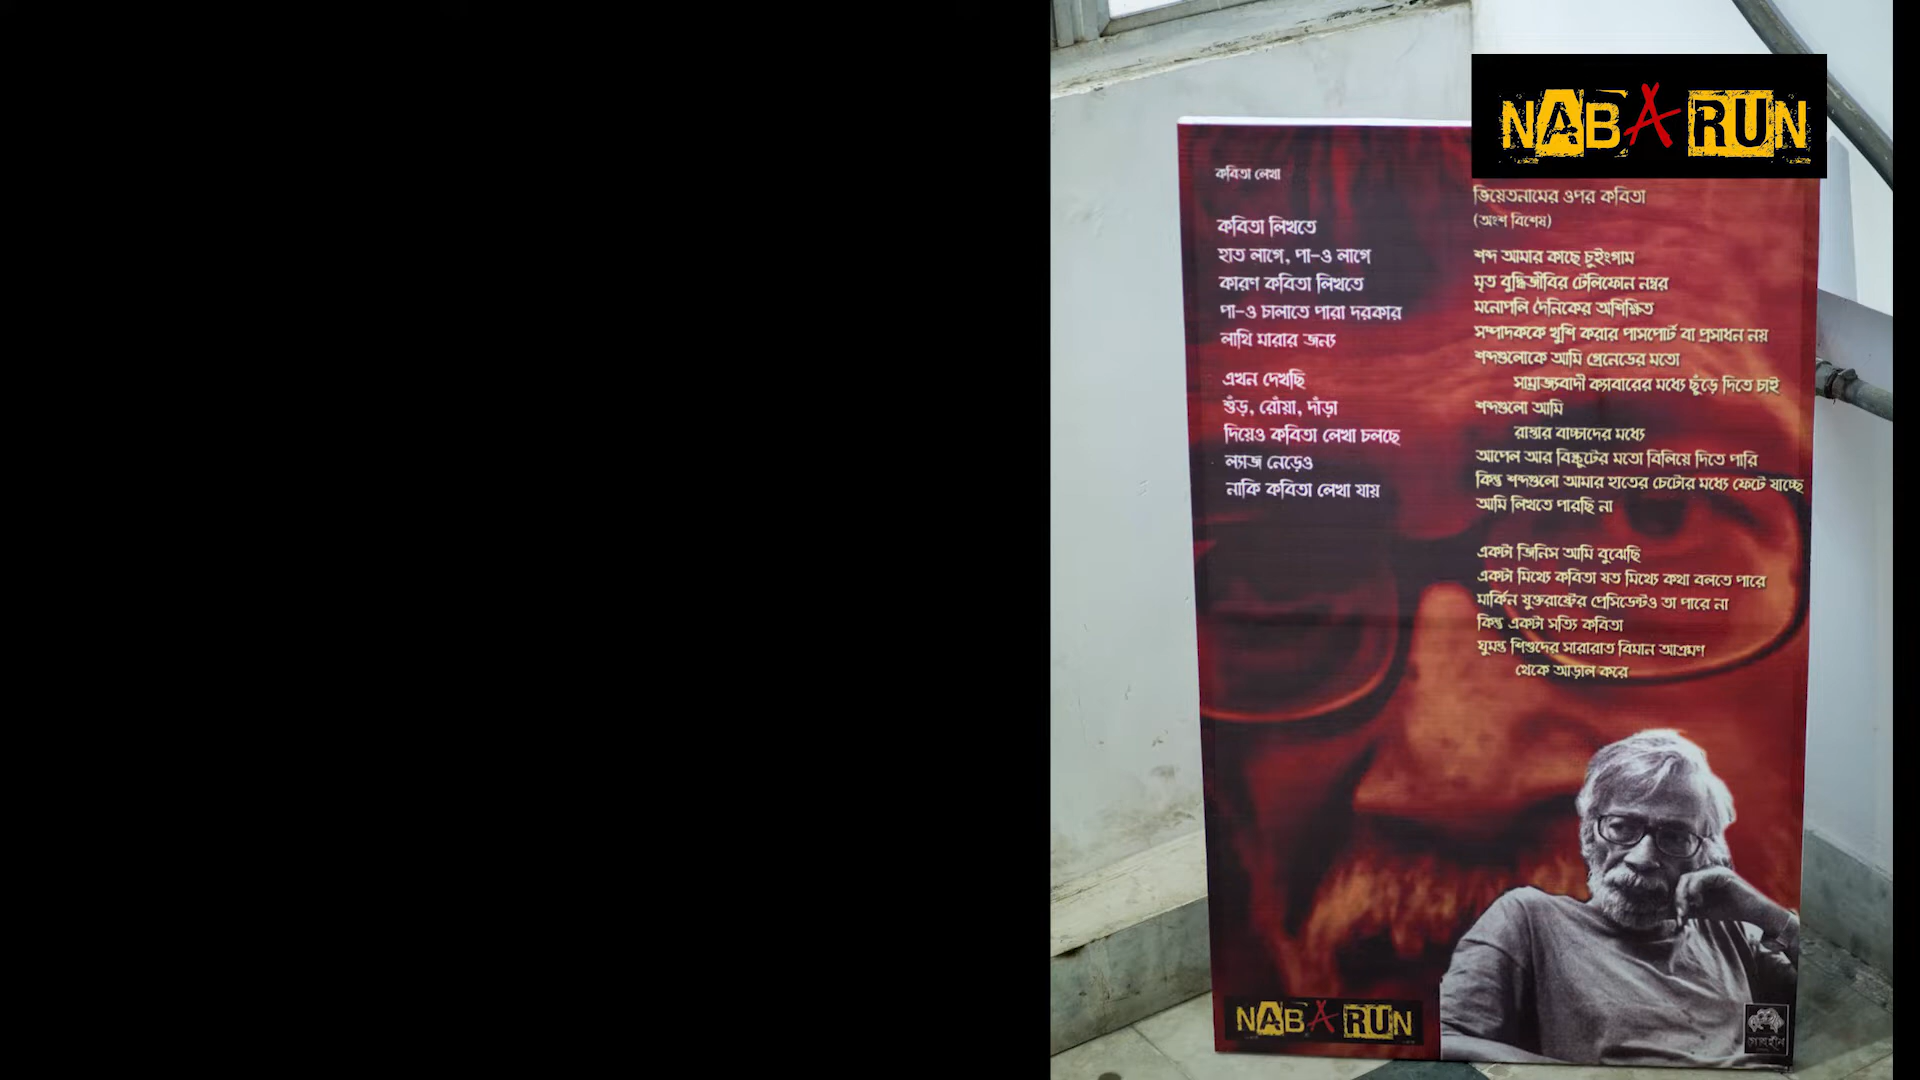 NABARUN
কবিতা লেখা
কবিতা লিখতে
হাত লাগে, পা-ও লাগে
কারণ কবিতা লিখতে
পা-ও চালাতে পারা দরকার
লাথি মারার জন্য
এখন দেখছি
শুঁড়, রোঁয়া, দাঁড়া
দিয়েও কবিতা লেখা চলছে
ল্যাজ নেড়েও
নাকি কবিতা লেখা যায়
ভিয়েতনামের ওপর কবিতা
(অংশ বিশেষ)
শব্দ আমার কাছে চুইংগাম
মৃত বুদ্ধিজীবির টেলিফোন নম্বর
মনোপলি দৈনিকের অশিক্ষিত
সম্পাদককে খুশি করার পাসপোর্ট বা প্রসাধন নয়
শব্দগুলোকে আমি গ্রেনেডের মতো
সাম্রাজ্যবাদী ক্যাবারের মধ্যে ছুঁড়ে দিতে চাই
শব্দগুলো আমি
রাস্তার বাচ্চাদের মধ্যে
আপেল আর বিস্কুটের মতো বিলিয়ে দিতে পারি
কিন্তু শব্দগুলো আমার হাতের চেটোর মধ্যে ফেটে যাচ্ছে
আমি লিখতে পারছি না
একটা জিনিস আমি বুঝেছি
একটা মিথ্যে কবিতা যত মিথ্যে কথা বলতে পারে
মার্কিন যুক্তরাষ্ট্রের প্রেসিডেন্টও তা পারে না
কিন্তু একটা সত্যি কবিতা
ঘুমন্ত শিশুদের সারারাত বিমান আক্রমণ
থেকে আড়াল করে
NABARUN